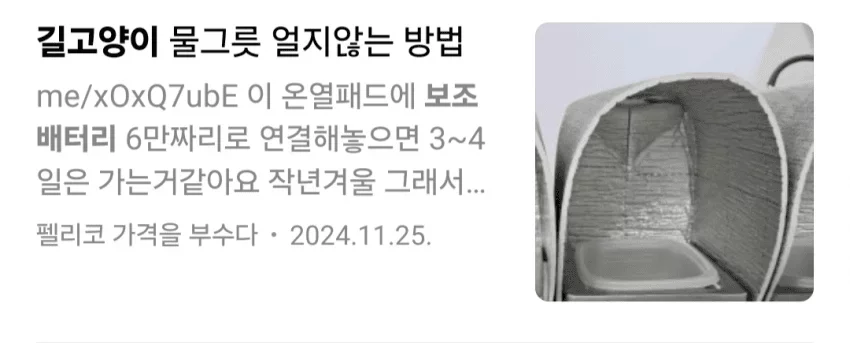 길고양이 물그릇 얼지않는 방법
me/xOxQ7ubE 이 온열패드에 보조
배터리 6만짜리로 연결해놓으면 3~4
일은 가는거같아요 작년겨울 그래서...
펠리코 가격을 부수다 · 2024.11.25.